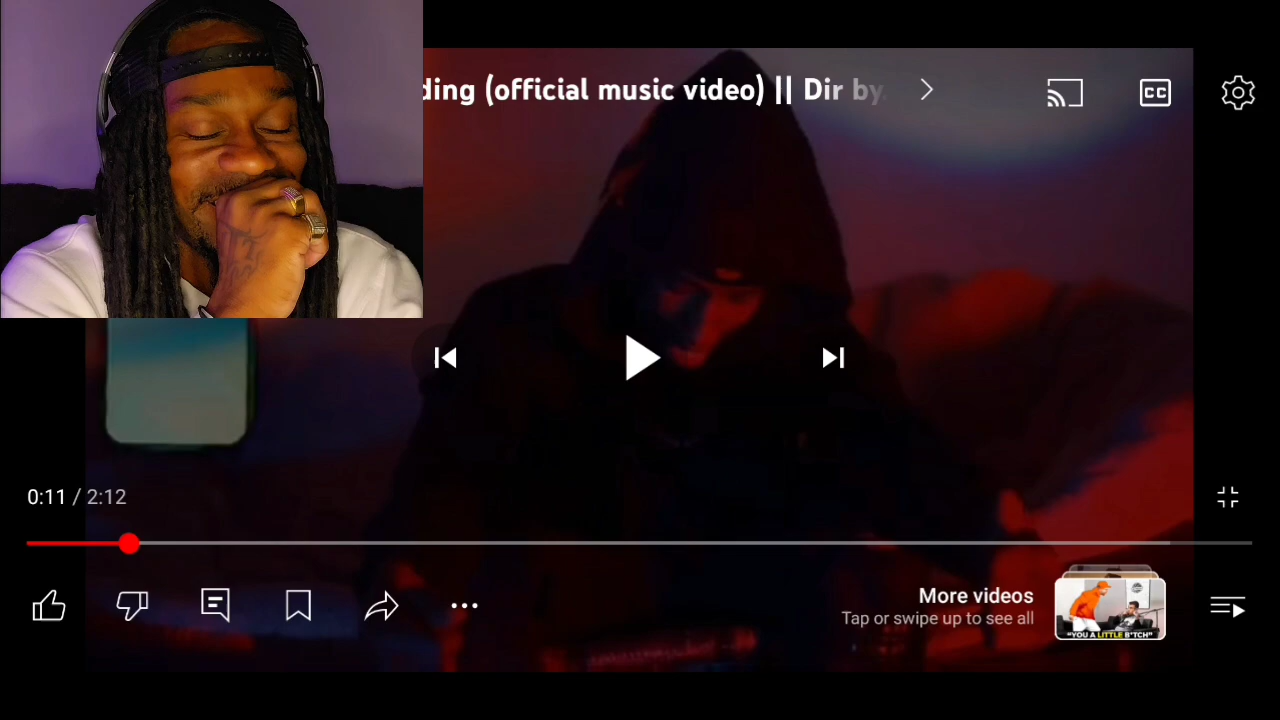 ding (official music video) || Dir by.
CC
0:11 / 2:12
More videos
Tap or swipe up to see all
"YOU A LITTLE B*TCH"